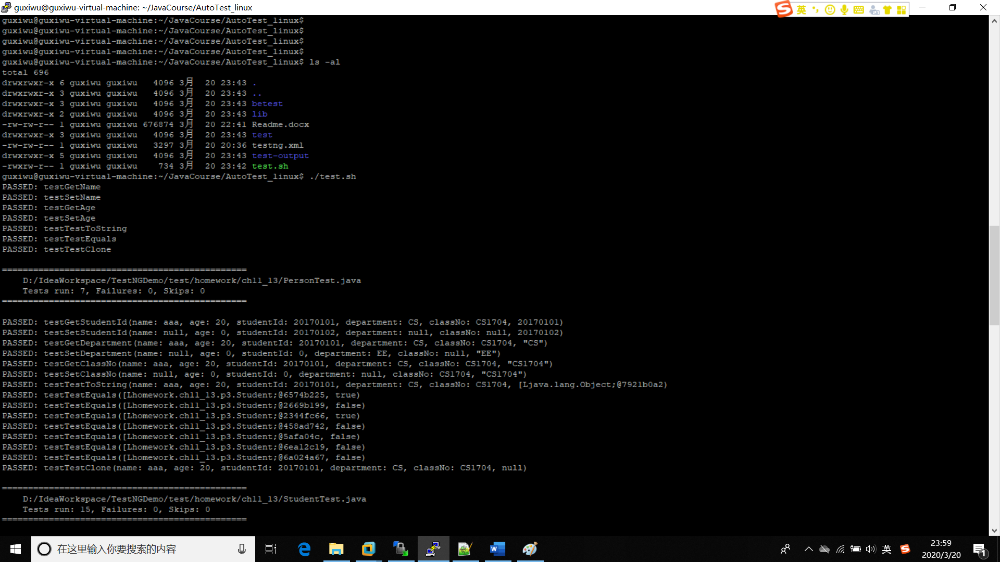 guxiwu@guxiwu-virtual-machine: ~/JavaCourse/AutoTest_linux
英
guxiwu@guxiwu-virtual-machine:~/JavaCourse/AutoTest_linux$
guxiwu@guxiwu-virtual-machine:~/JavaCourse/AutoTest_linux$
guxiwu@guxiwu-virtual-machine:~/JavaCourse/AutoTest_linux$
guxiwu@guxiwu-virtual-machine:~/JavaCourse/AutoTest_linux$
guxiwu@guxiwu-virtual-machine:~/JavaCourse/AutoTest_linux$ ls -al
total 696
drwxrwxr-x 6 guxiwu guxiwu   4096 3月  20 23:43 .
drwxrwxr-x 3 guxiwu guxiwu   4096 3月  20 23:43 ..
drwxrwxr-x 3 guxiwu guxiwu   4096 3月  20 23:43 betest
drwxrwxr-x 2 guxiwu guxiwu   4096 3月  20 23:43 lib
-rw-rw-r-- 1 guxiwu guxiwu 676874 3月  20 22:41 Readme.docx
drwxrwxr-x 3 guxiwu guxiwu   4096 3月  20 23:43 test
-rw-rw-r-- 1 guxiwu guxiwu   3297 3月  20 20:36 testng.xml
drwxrwxr-x 5 guxiwu guxiwu   4096 3月  20 23:43 test-output
-rwxrw-r-- 1 guxiwu guxiwu    734 3月  20 23:42 test.sh
guxiwu@guxiwu-virtual-machine:~/JavaCourse/AutoTest_linux$ ./test.sh
PASSED: testGetName
PASSED: testSetName
PASSED: testGetAge
PASSED: testSetAge
PASSED: testTestToString
PASSED: testTestEquals
PASSED: testTestClone
===============================================
    D:/IdeaWorkspace/TestNGDemo/test/homework/ch11_13/PersonTest.java
    Tests run: 7, Failures: 0, Skips: 0
===============================================
PASSED: testGetStudentId(name: aaa, age: 20, studentId: 20170101, department: CS, classNo: CS1704, 20170101)
PASSED: testSetStudentId(name: null, age: 0, studentId: 20170102, department: null, classNo: null, 20170102)
PASSED: testGetDepartment(name: aaa, age: 20, studentId: 20170101, department: CS, classNo: CS1704, "CS")
PASSED: testSetDepartment(name: null, age: 0, studentId: 0, department: EE, classNo: null, "EE")
PASSED: testGetClassNo(name: aaa, age: 20, studentId: 20170101, department: CS, classNo: CS1704, "CS1704")
PASSED: testSetClassNo(name: null, age: 0, studentId: 0, department: null, classNo: CS1704, "CS1704")
PASSED: testTestToString(name: aaa, age: 20, studentId: 20170101, department: CS, classNo: CS1704, [Ljava.lang.Object;@7921b0a2)
PASSED: testTestEquals([Lhomework.ch11_13.p3.Student;@6574b225, true)
PASSED: testTestEquals([Lhomework.ch11_13.p3.Student;@2669b199, false)
PASSED: testTestEquals([Lhomework.ch11_13.p3.Student;@2344fc66, true)
PASSED: testTestEquals([Lhomework.ch11_13.p3.Student;@458ad742, false)
PASSED: testTestEquals([Lhomework.ch11_13.p3.Student;@5afa04c, false)
PASSED: testTestEquals([Lhomework.ch11_13.p3.Student;@6ea12c19, false)
PASSED: testTestEquals([Lhomework.ch11_13.p3.Student;@6a024a67, false)
PASSED: testTestClone(name: aaa, age: 20, studentId: 20170101, department: CS, classNo: CS1704, null)
===============================================
    D:/IdeaWorkspace/TestNGDemo/test/homework/ch11_13/StudentTest.java
    Tests run: 15, Failures: 0, Skips: 0
===============================================
在这里输入你要搜索的内容
英
23:59
2020/3/20
1